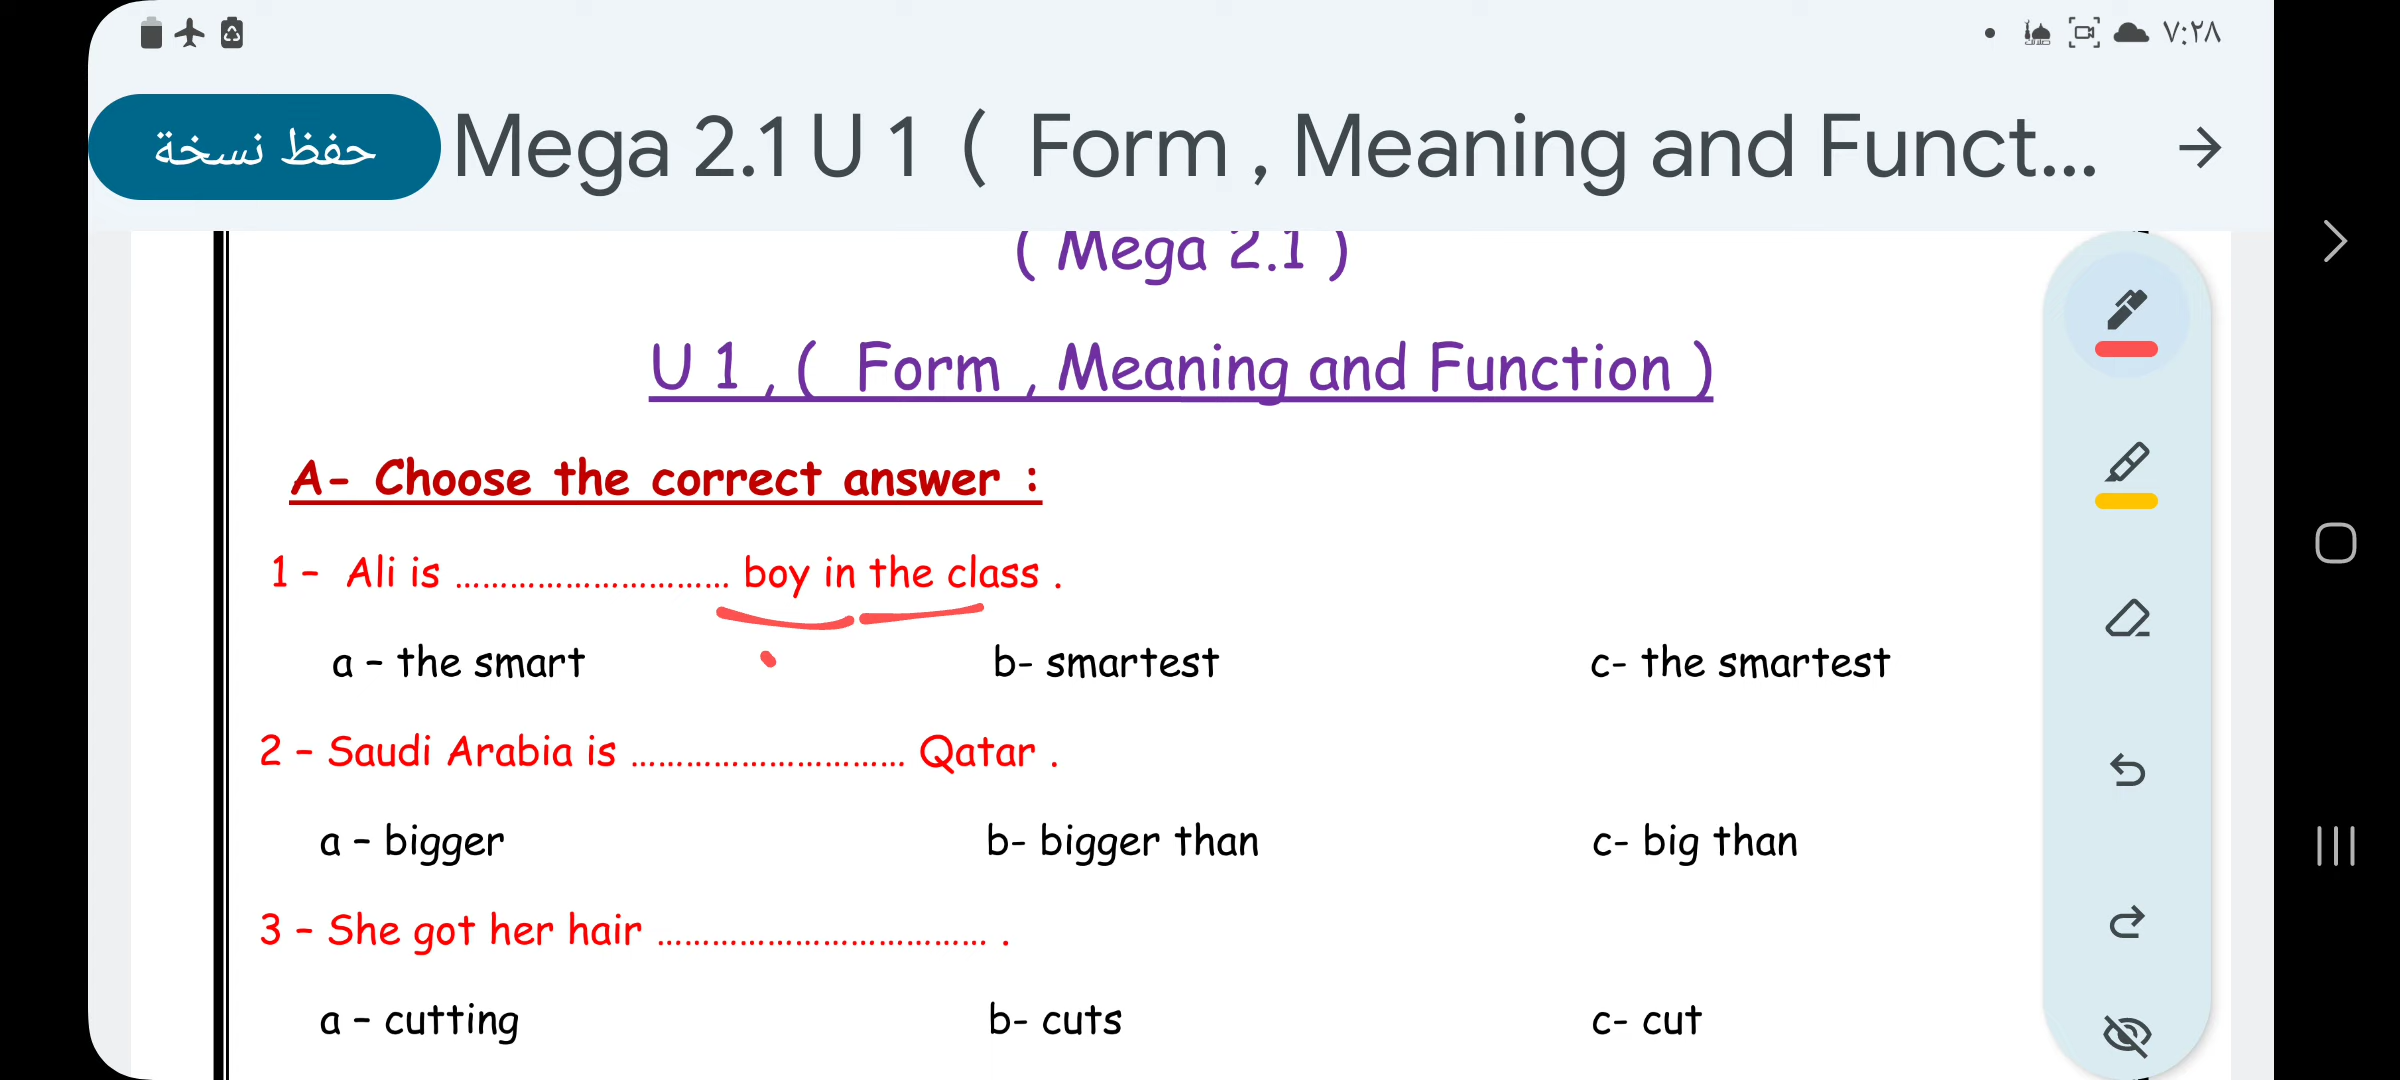 ٧:٢٨
حفظ نسخة Mega 2.1 U 1 ( Form , Meaning and Funct...
( Mega 2.1 )
U 1 , ( Form , Meaning and Function )
A- Choose the correct answer :
1 - Ali is .............................. boy in the class .
a - the smart b- smartest c- the smartest
2 - Saudi Arabia is .............................. Qatar .
a - bigger b- bigger than c- big than
3 - She got her hair .................................... .
a - cutting b- cuts c- cut